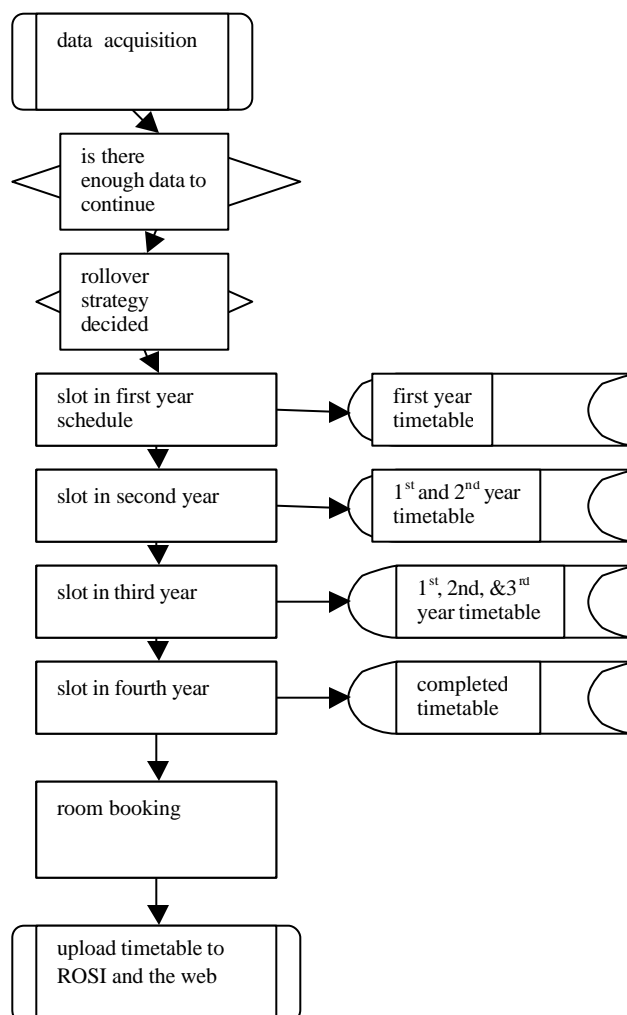 data acquisition
is there
enough data to
continue
rollover
strategy
decided
slot in first year
schedule
first year
timetable
slot in second year
1st and 2nd year
timetable
slot in third year
1st, 2nd, &3rd
year timetable
slot in fourth year
completed
timetable
room booking
upload timetable to
ROSI and the web